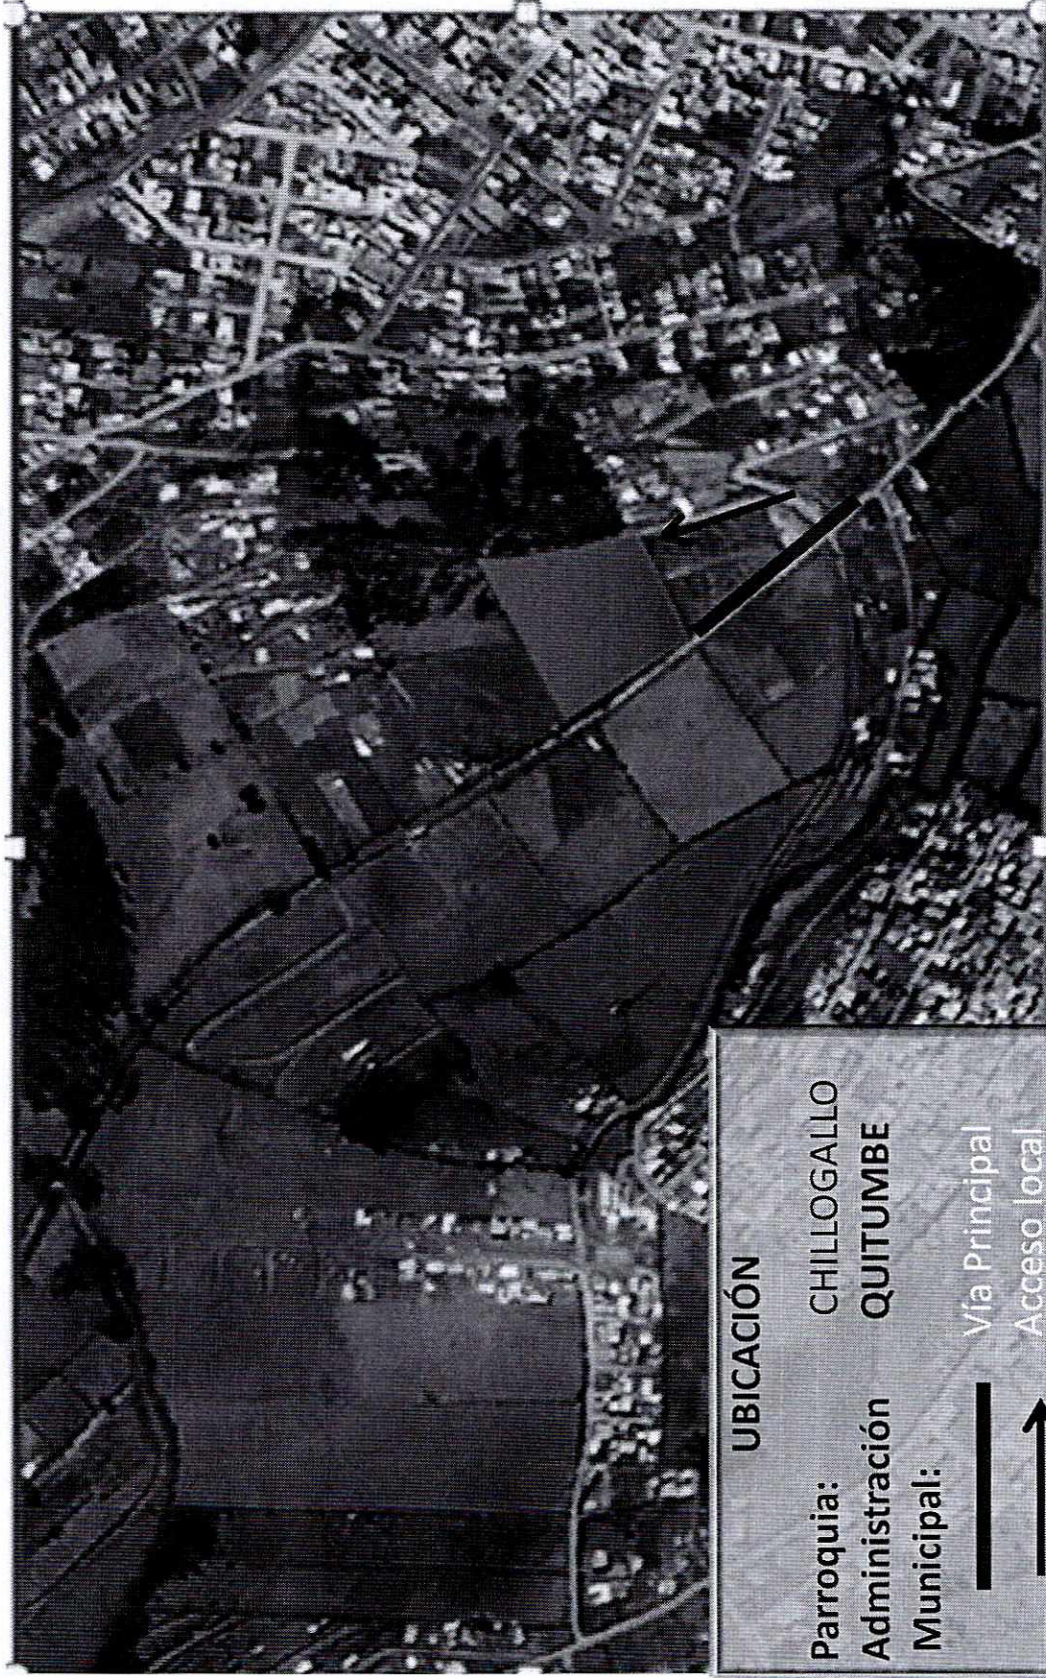 UBICACIÓN
Parroquia: CHILLOGALLO
Administración QUITUMBE
Municipal:
Vía Principal
Acceso local